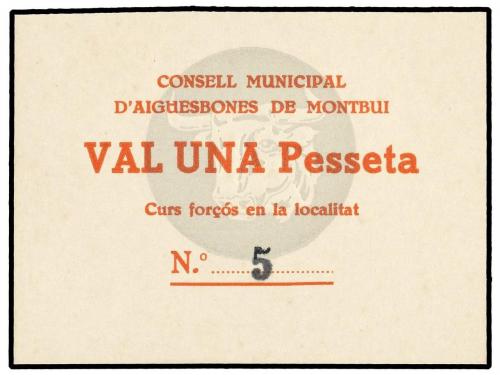 CONSELL MUNICIPAL
D'AIGUESBONES DE MONTBUI
VAL UNA Pesseta
Curs forçós en la localitat
N.º 5